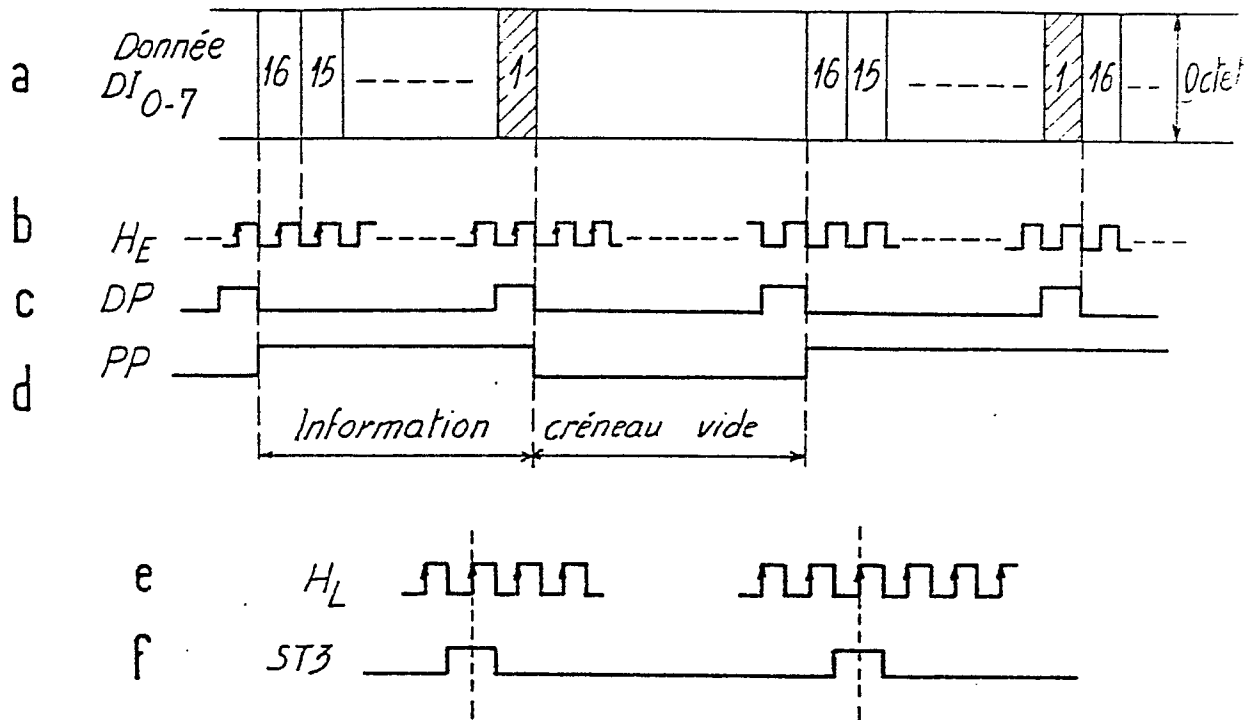 a
Donnée
DI0-7
16 15 ----- 1 16 15 ----- 1 16 --
Octet
b
HE
c
DP
d
PP
Information
créneau vide
e
HL
f
ST3